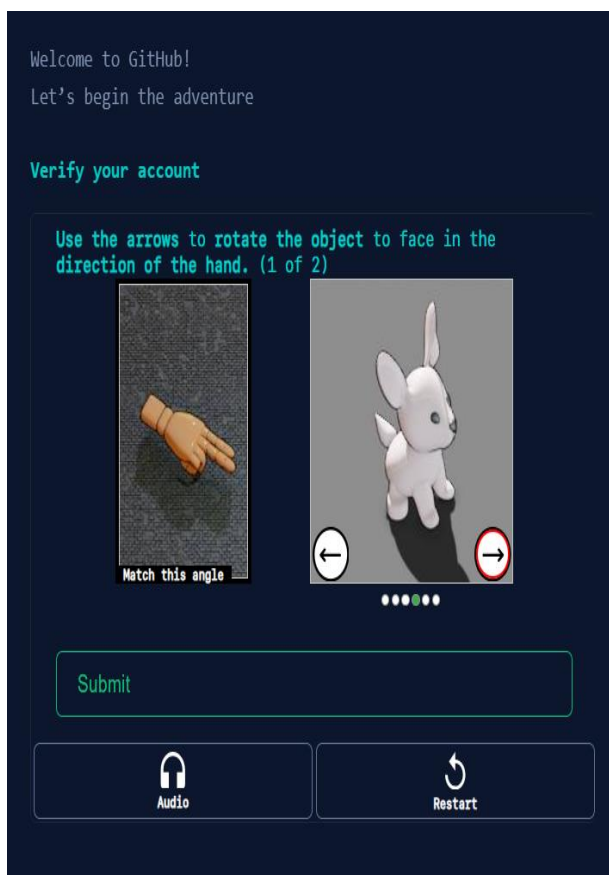 Welcome to GitHub!
Let's begin the adventure
Verify your account
Use the arrows to rotate the object to face in the
direction of the hand. (1 of 2)
Match this angle
Submit
Audio
Restart